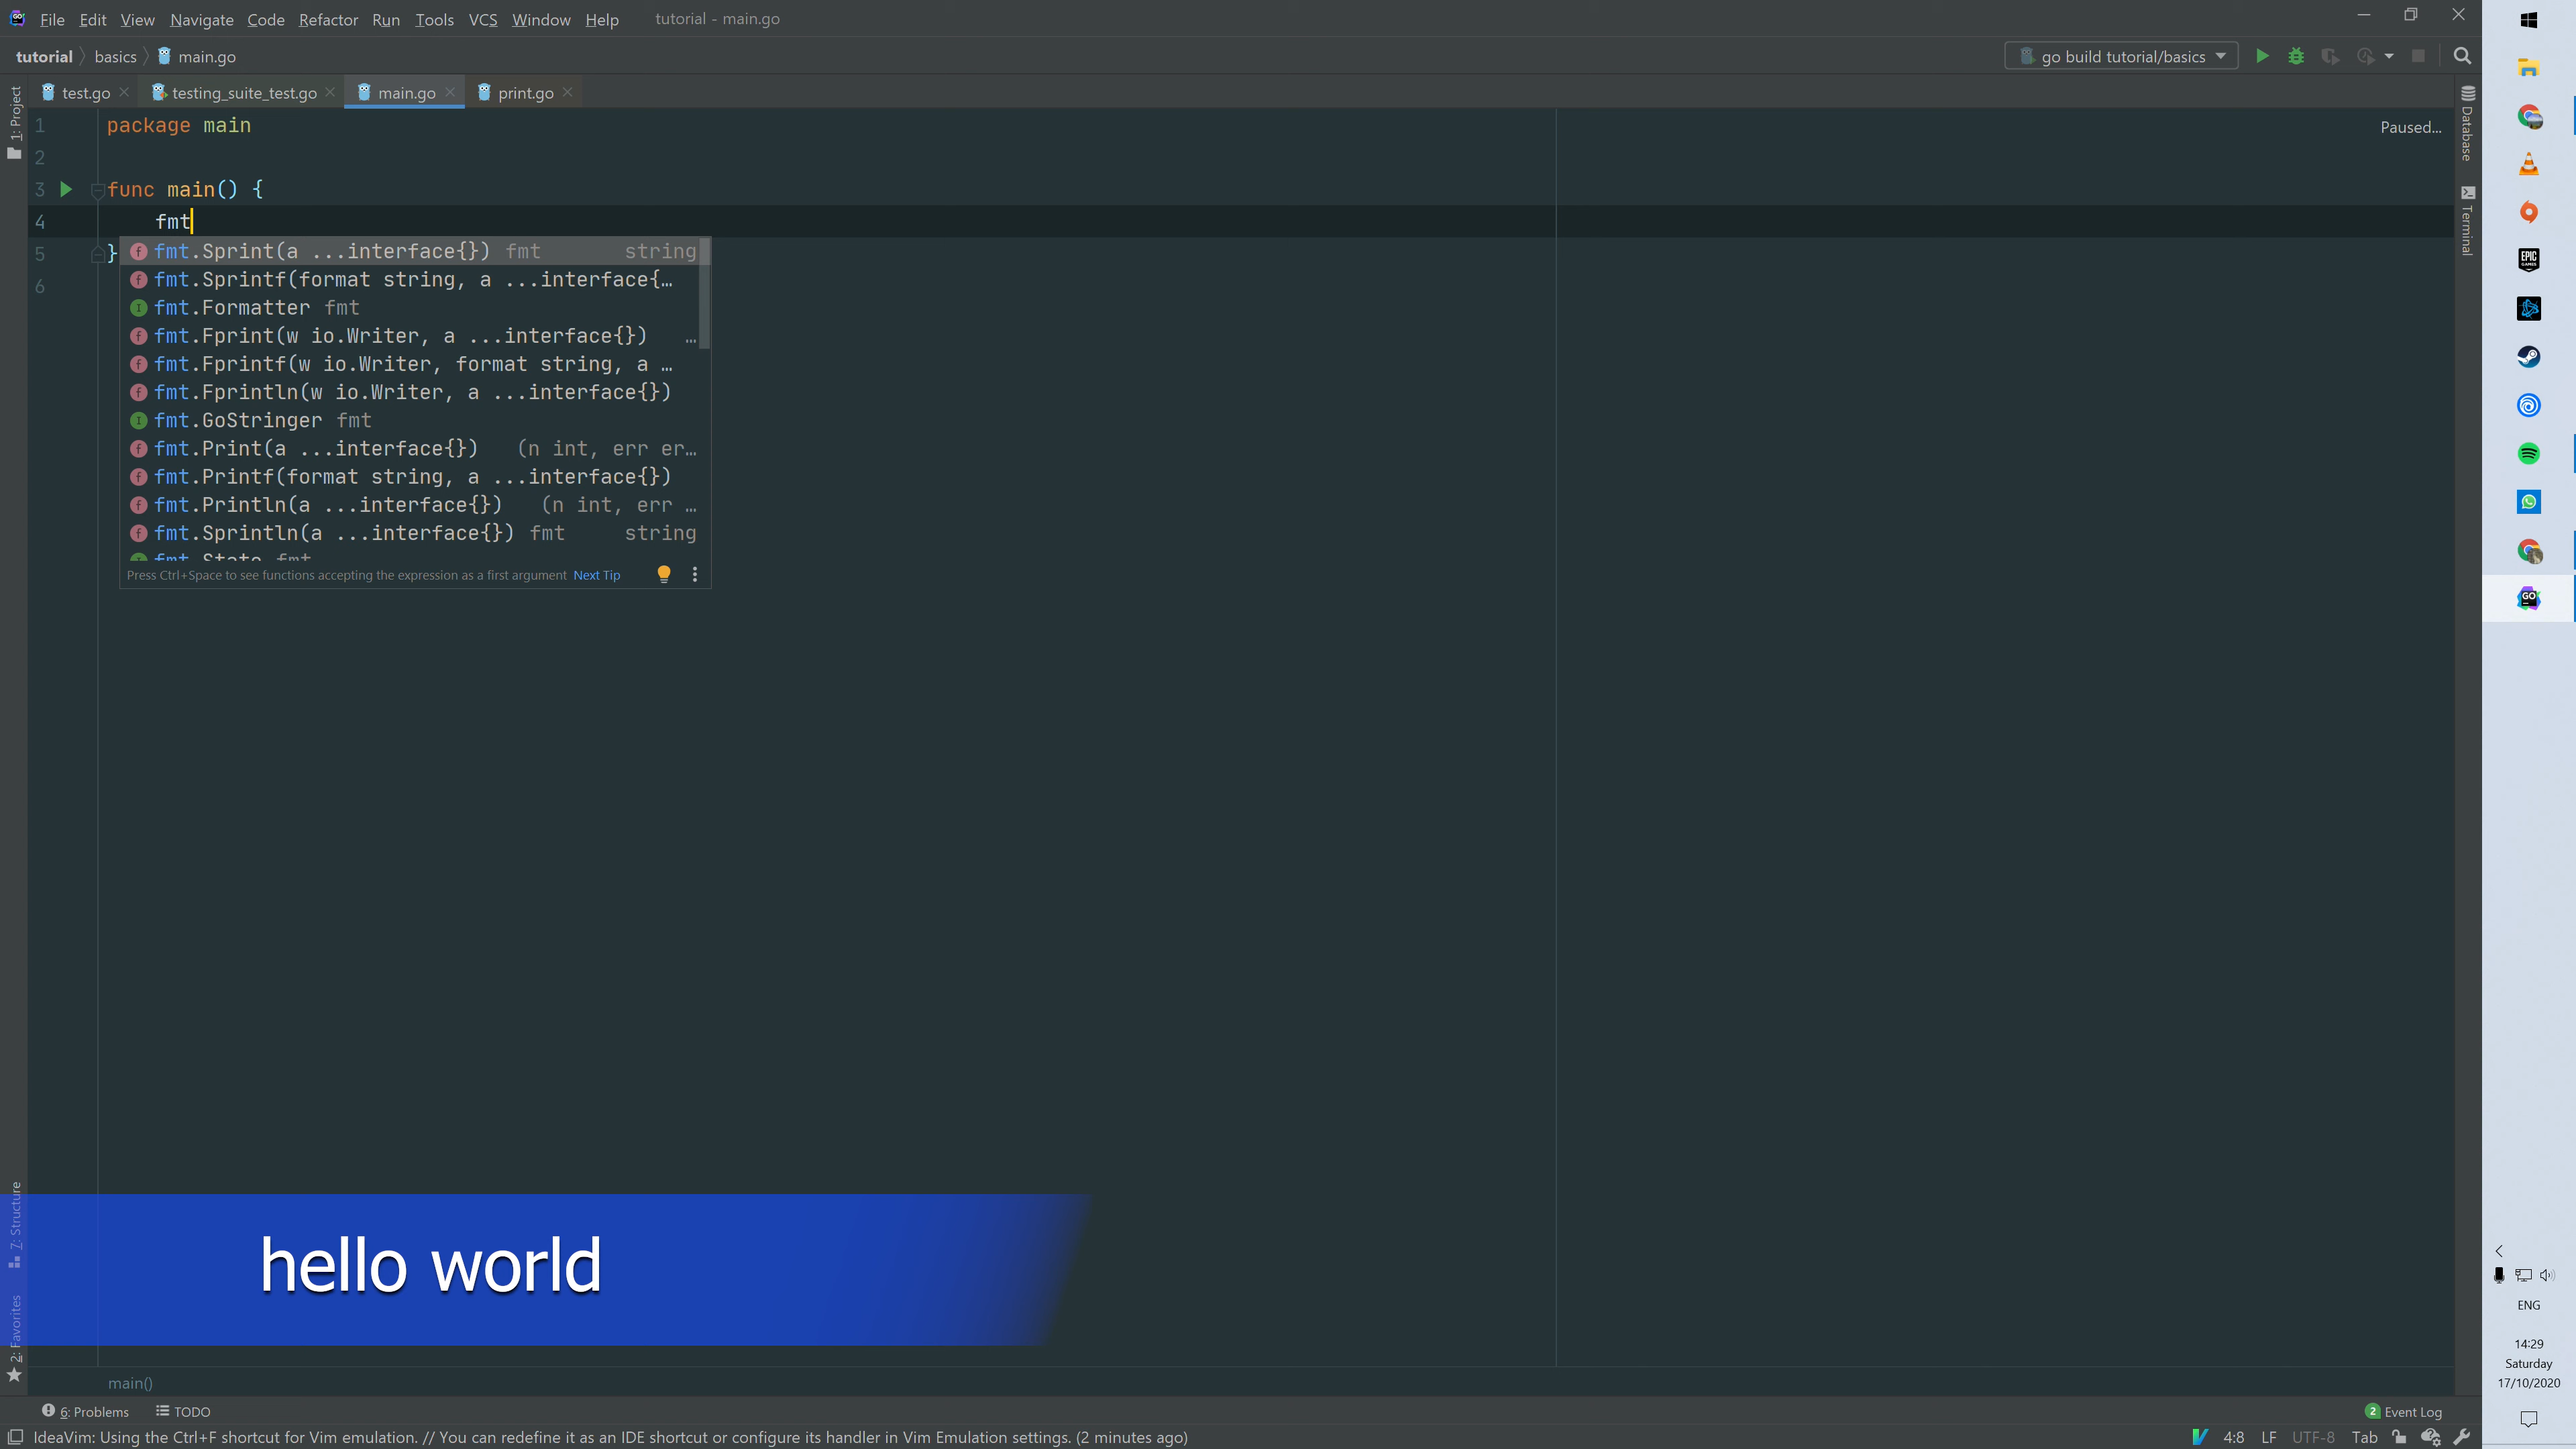 File Edit View Navigate Code Refactor Run Tools VCS Window Help tutorial - main.go
tutorial basics main.go go build tutorial/basics
test.go testing_suite_test.go main.go print.go
1: Project
Database
Terminal
Paused...
1 package main
2
3 func main() {
4 fmt
5 }
6
fmt.Sprint(a ...interface{}) fmt string
fmt.Sprintf(format string, a ...interface{…
fmt.Formatter fmt
fmt.Fprint(w io.Writer, a ...interface{}) …
fmt.Fprintf(w io.Writer, format string, a …
fmt.Fprintln(w io.Writer, a ...interface{})
fmt.GoStringer fmt
fmt.Print(a ...interface{}) (n int, err er…
fmt.Printf(format string, a ...interface{})
fmt.Println(a ...interface{}) (n int, err …
fmt.Sprintln(a ...interface{}) fmt string
fmt.State fmt
Press Ctrl+Space to see functions accepting the expression as a first argument Next Tip
EPIC GAMES
GO
7: Structure
2: Favorites
hello world
ENG
14:29
Saturday
17/10/2020
main()
6: Problems TODO 2 Event Log
IdeaVim: Using the Ctrl+F shortcut for Vim emulation. // You can redefine it as an IDE shortcut or configure its handler in Vim Emulation settings. (2 minutes ago) 4:8 LF UTF-8 Tab